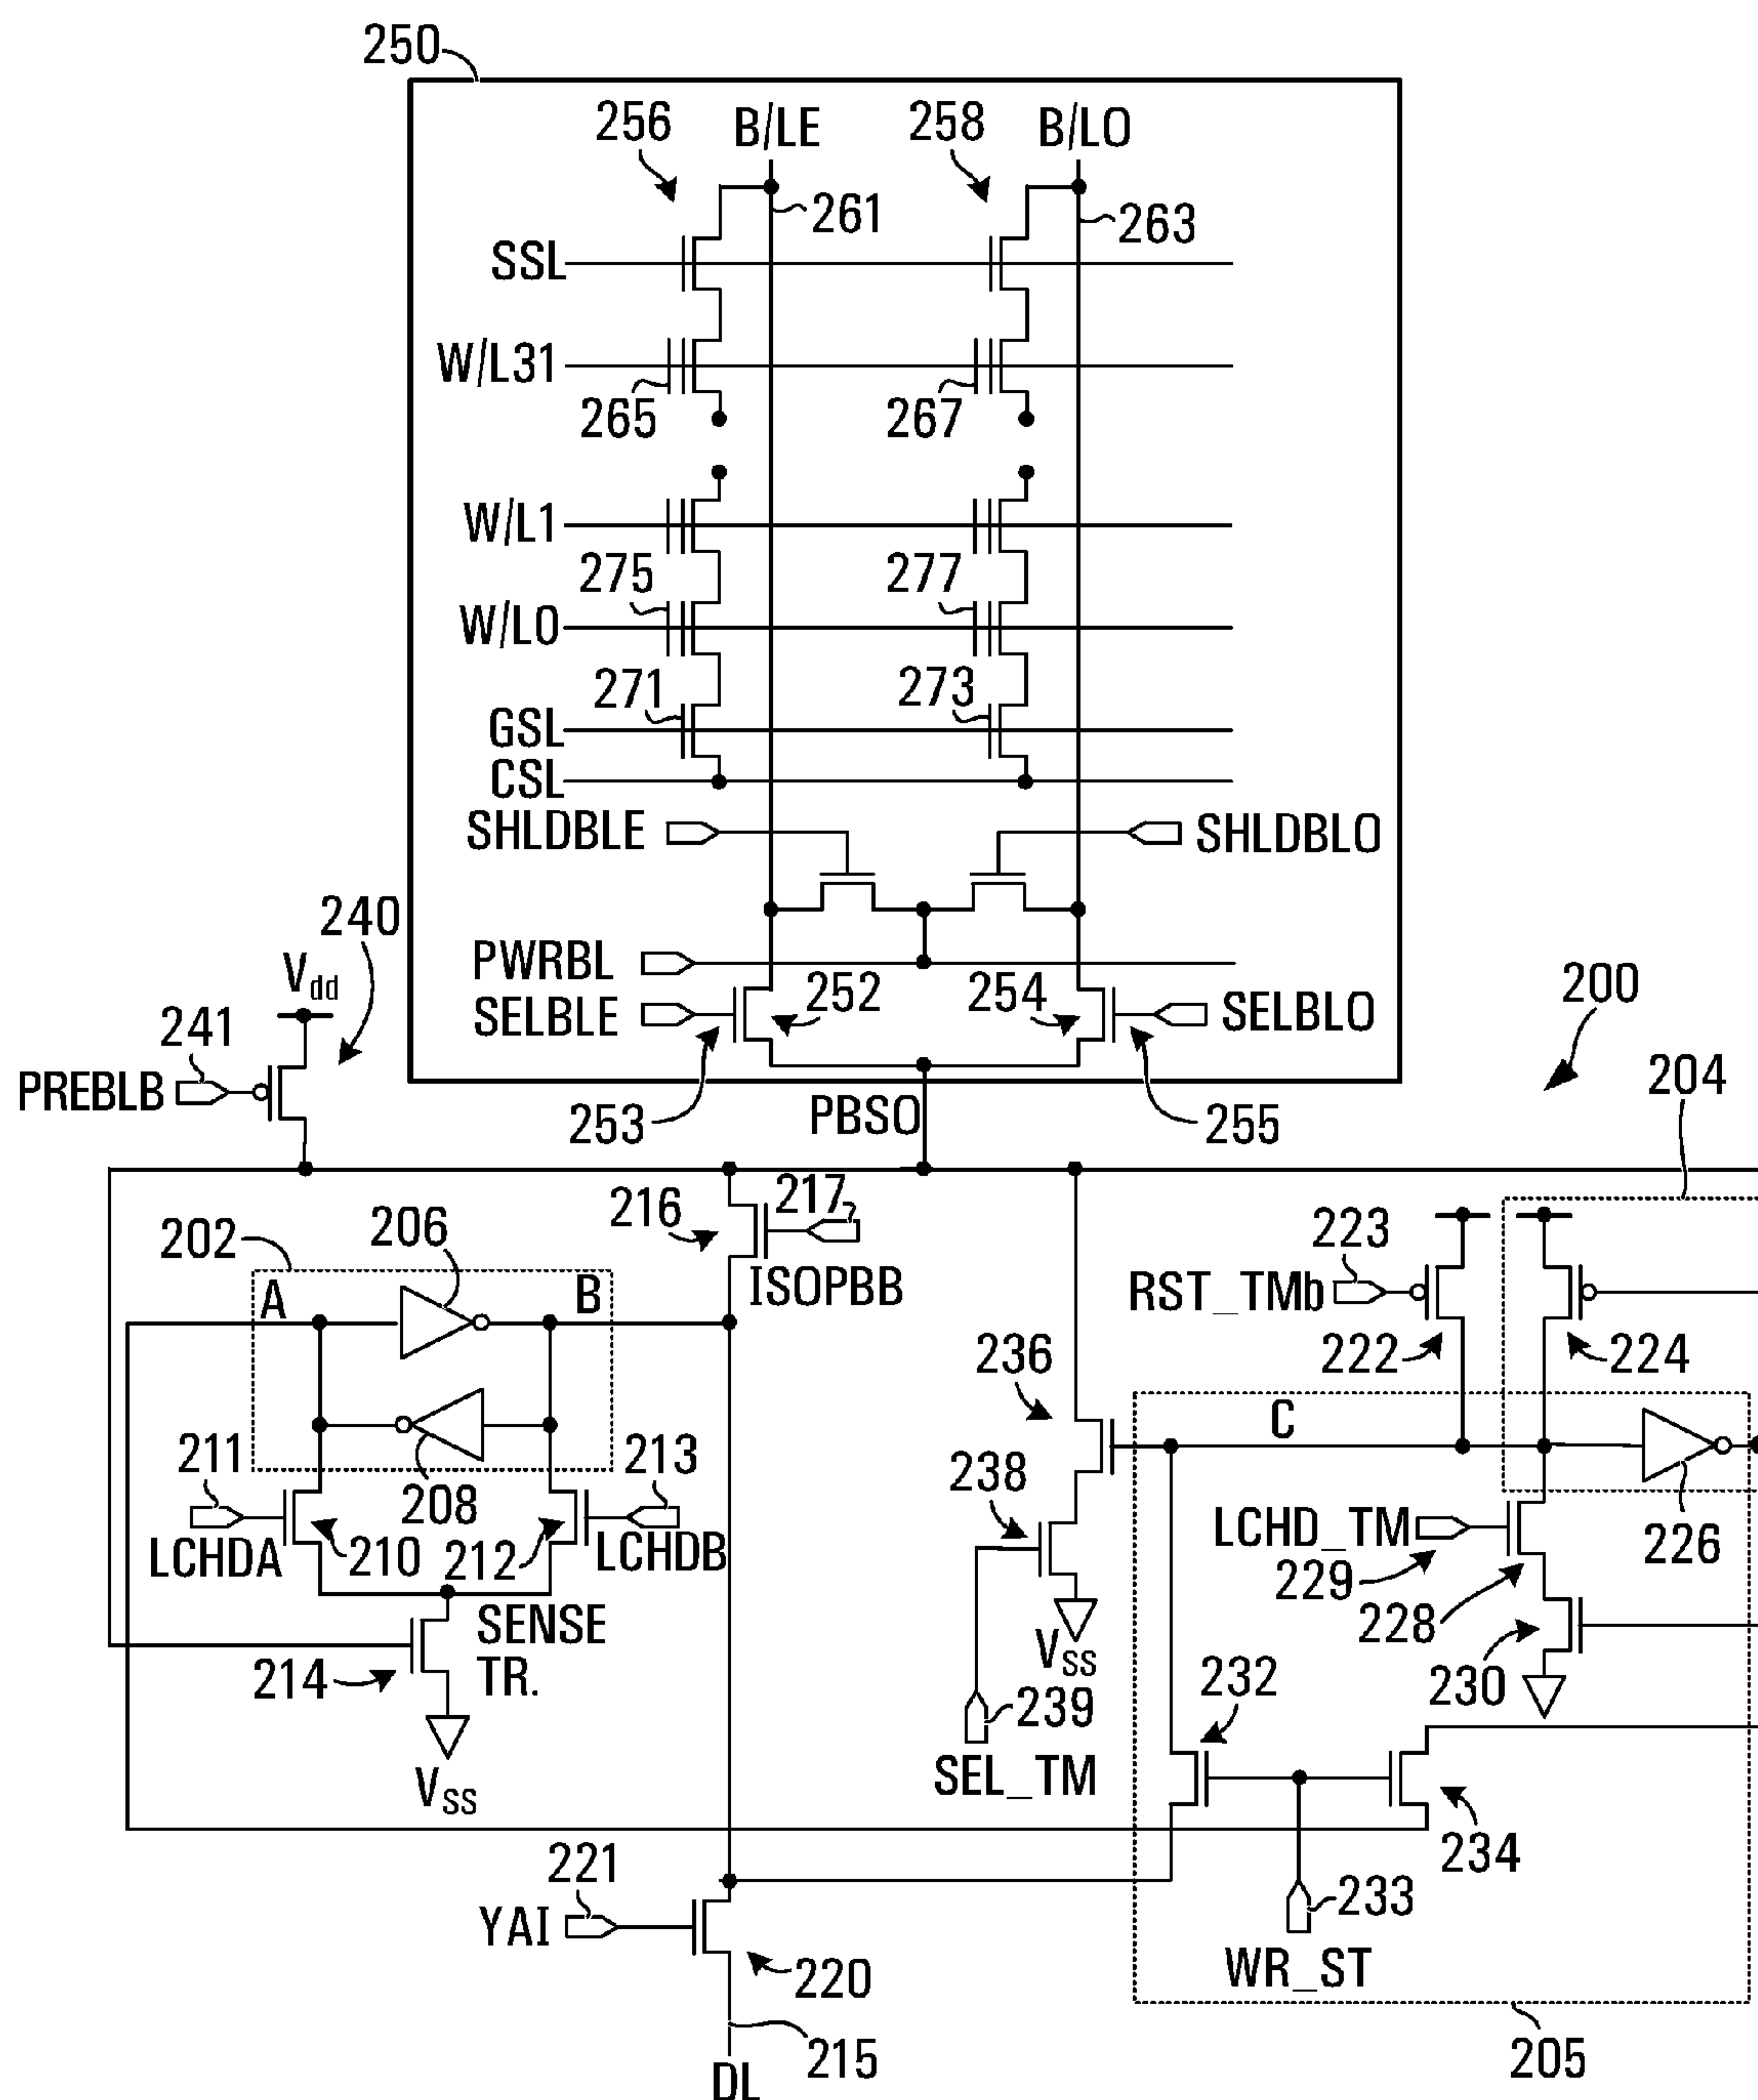 250
256
B/LE
258
B/LO
261
263
SSL
W/L31
265
267
W/L1
275
277
W/L0
271
273
GSL
CSL
SHLDBLE
SHLDBLO
240
Vdd
PWRBL
252
254
SELBLE
SELBLO
200
241
PREBLB
204
253
PBSO
255
216
217
202
206
223
A
B
ISOPBB
RST_TMb
236
222
224
C
211
213
238
208
LCHD_TM
226
LCHDA
210
212
LCHDB
229
228
SENSE
TR.
214
VSS
230
232
239
SEL_TM
VSS
234
221
233
YAI
220
WR_ST
215
205
DL